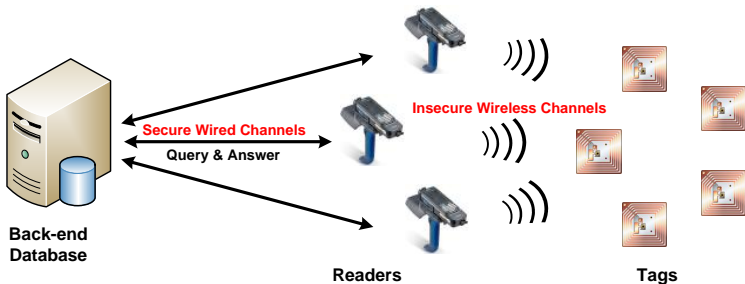 Insecure Wireless Channels
Secure Wired Channels
Query & Answer
Back-end
Database
Readers
Tags